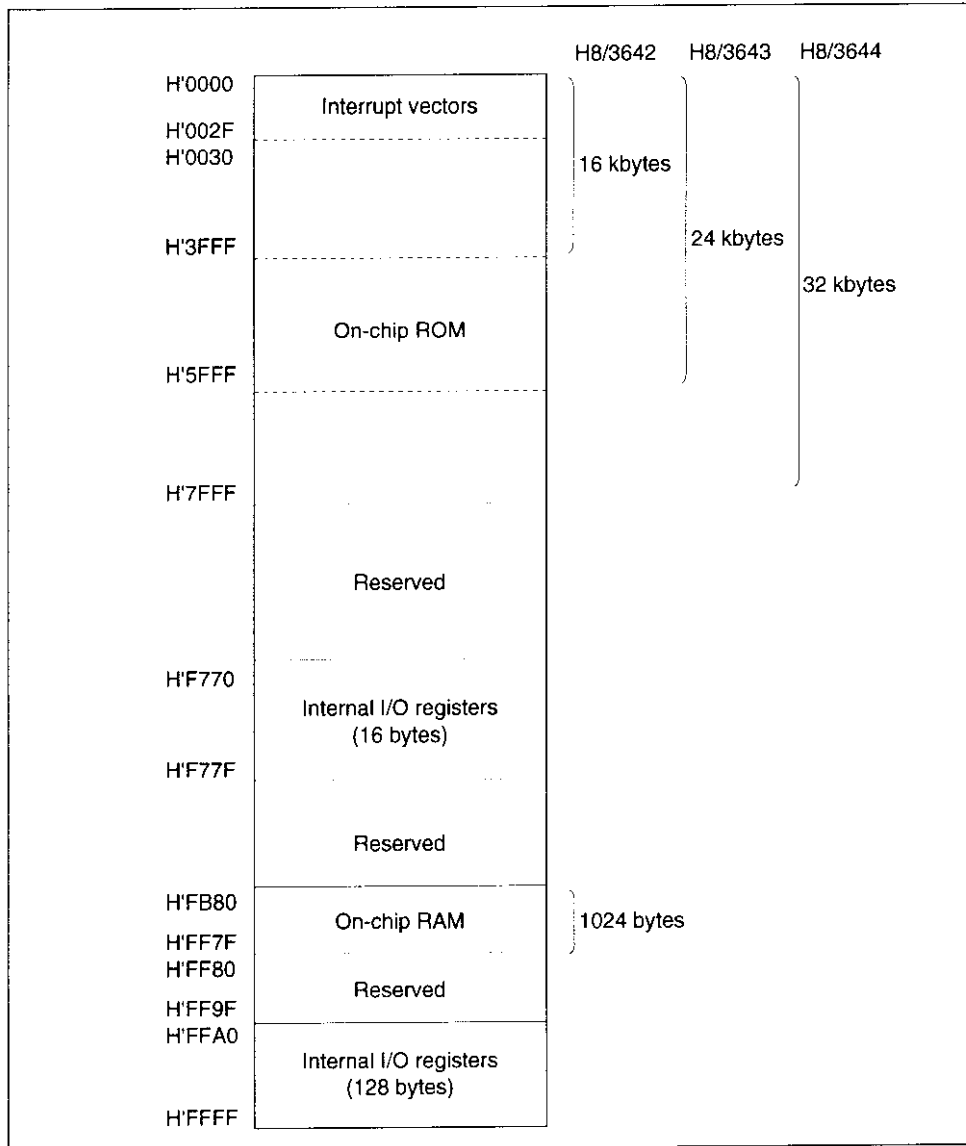 H8/3642 H8/3643 H8/3644
H'0000
Interrupt vectors
H'002F
H'0030
16 kbytes
H'3FFF
24 kbytes
32 kbytes
On-chip ROM
H'5FFF
H'7FFF
Reserved
H'F770
Internal I/O registers
(16 bytes)
H'F77F
Reserved
H'FB80
On-chip RAM
1024 bytes
H'FF7F
H'FF80
Reserved
H'FF9F
H'FFA0
Internal I/O registers
(128 bytes)
H'FFFF